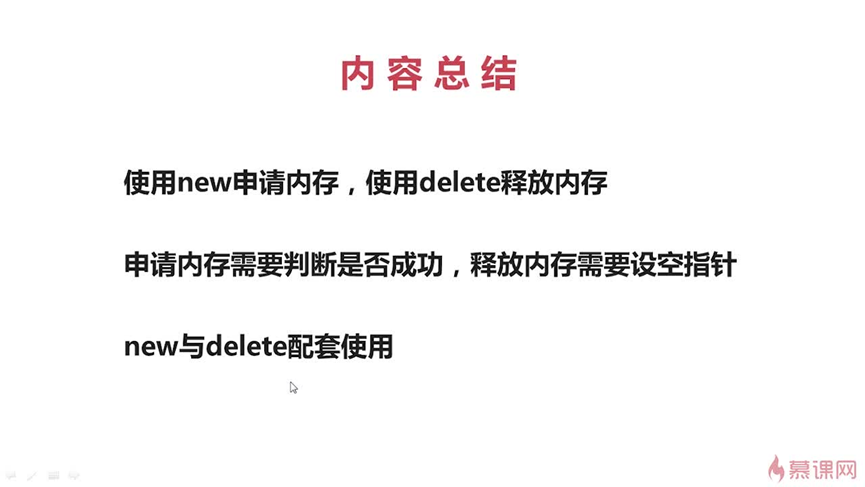 内容总结
使用new申请内存，使用delete释放内存
申请内存需要判断是否成功，释放内存需要设空指针
new与delete配套使用
慕课网